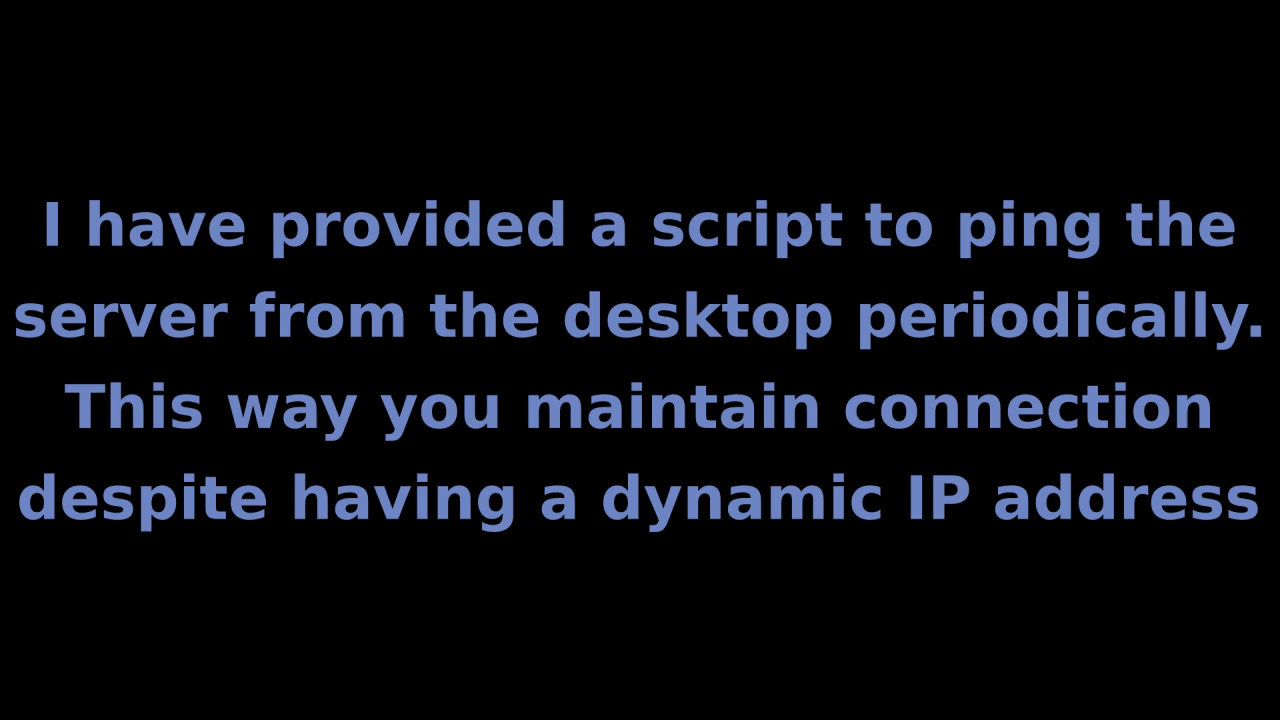 I have provided a script to ping the
server from the desktop periodically.
This way you maintain connection
despite having a dynamic IP address